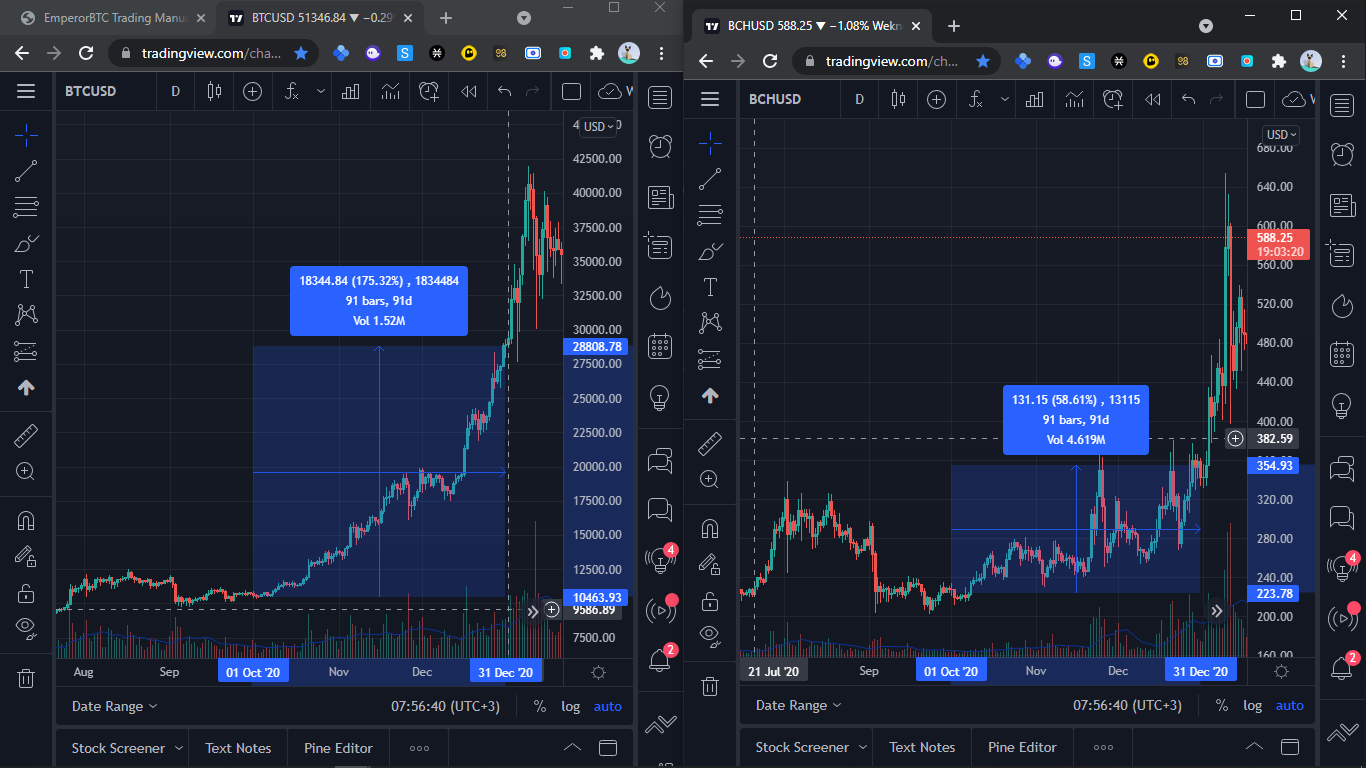 EmperorBTC Trading Manu
BTCUSD 51346.84 ▼ −0.29
tradingview.com/cha...
BTCUSD
D
USD
42500.00
40000.00
37500.00
35000.00
32500.00
30000.00
28808.78
27500.00
25000.00
22500.00
20000.00
17500.00
15000.00
12500.00
10463.93
9586.89
7500.00
18344.84 (175.32%) , 1834484
91 bars, 91d
Vol 1.52M
Aug
Sep
01 Oct '20
Nov
Dec
31 Dec '20
Date Range
07:56:40 (UTC+3)
%
log
auto
Stock Screener
Text Notes
Pine Editor
4
2
BCHUSD 588.25 ▼ −1.08% Wekn
tradingview.com/ch...
BCHUSD
D
USD
680.00
640.00
600.00
588.25
19:03:20
560.00
520.00
480.00
440.00
400.00
382.59
354.93
320.00
280.00
240.00
223.78
200.00
160.00
131.15 (58.61%) , 13115
91 bars, 91d
Vol 4.619M
21 Jul '20
Sep
01 Oct '20
Nov
Dec
31 Dec '20
Date Range
07:56:40 (UTC+3)
%
log
auto
Stock Screener
Text Notes
Pine Editor
4
2